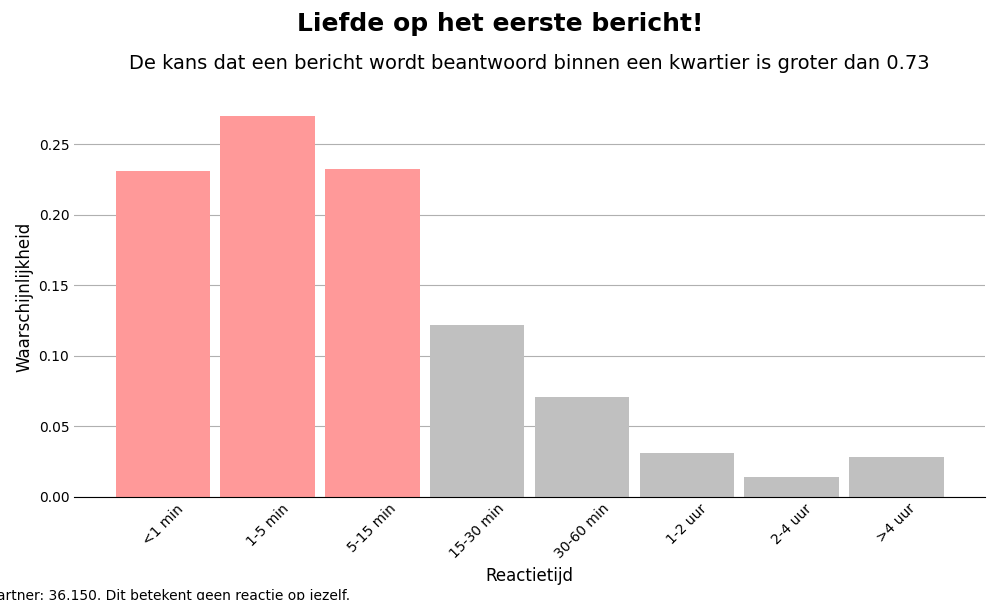 Liefde op het eerste bericht!
De kans dat een bericht wordt beantwoord binnen een kwartier is groter dan 0.73
0.25
0.20
0.15
0.10
0.05
0.00
Waarschijnlijkheid
<1 min
1-5 min
5-15 min
15-30 min
30-60 min
1-2 uur
2-4 uur
>4 uur
Reactietijd
artner: 36.150. Dit betekent geen reactie op jezelf.